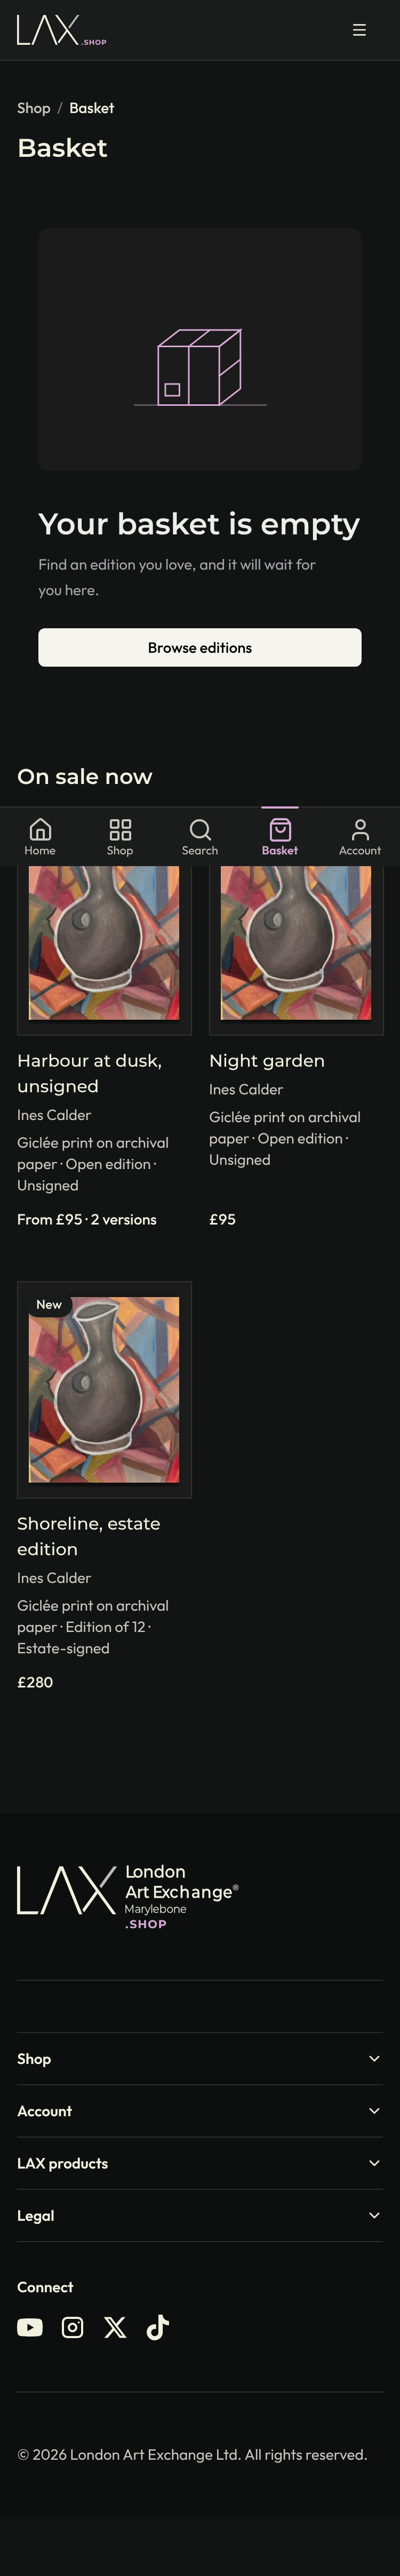 LAX .SHOP
Shop / Basket
Basket
Your basket is empty
Find an edition you love, and it will wait for
you here.
Browse editions
On sale now
Home
Shop
Search
Basket
Account
Harbour at dusk,
unsigned
Ines Calder
Giclée print on archival
paper · Open edition ·
Unsigned
From £95 · 2 versions
Night garden
Ines Calder
Giclée print on archival
paper · Open edition ·
Unsigned
£95
New
Shoreline, estate
edition
Ines Calder
Giclée print on archival
paper · Edition of 12 ·
Estate-signed
£280
LAX
London
Art Exchange®
Marylebone
.SHOP
Shop
Account
LAX products
Legal
Connect
© 2026 London Art Exchange Ltd. All rights reserved.